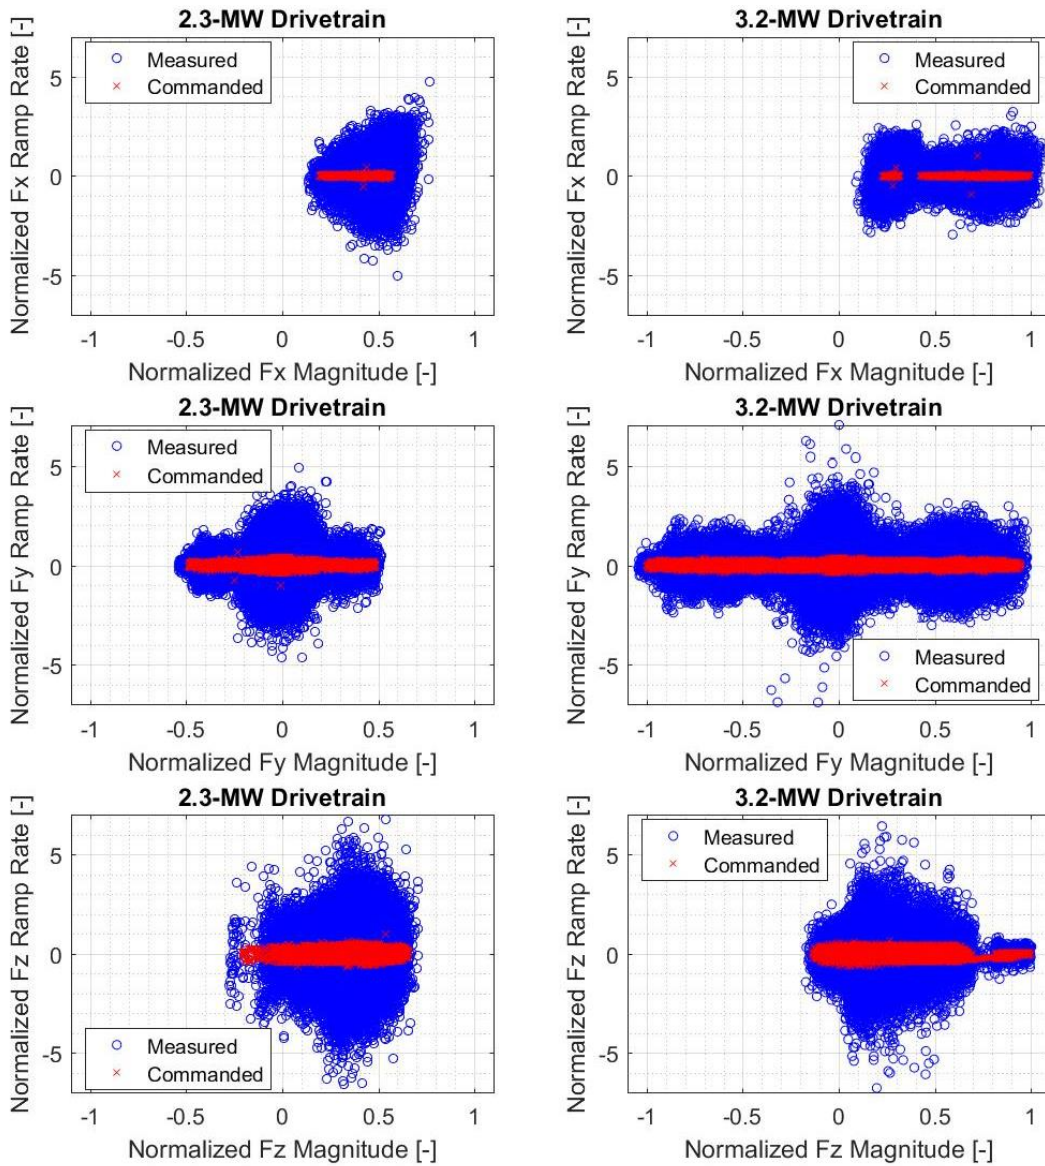 2.3-MW Drivetrain
Normalized Fx Ramp Rate [-]
5
0
-5
Measured
Commanded
-1 -0.5 0 0.5 1
Normalized Fx Magnitude [-]
3.2-MW Drivetrain
Normalized Fx Ramp Rate [-]
5
0
-5
Measured
Commanded
-1 -0.5 0 0.5 1
Normalized Fx Magnitude [-]
2.3-MW Drivetrain
Normalized Fy Ramp Rate [-]
5
0
-5
Measured
Commanded
-1 -0.5 0 0.5 1
Normalized Fy Magnitude [-]
3.2-MW Drivetrain
Normalized Fy Ramp Rate [-]
5
0
-5
Measured
Commanded
-1 -0.5 0 0.5 1
Normalized Fy Magnitude [-]
2.3-MW Drivetrain
Normalized Fz Ramp Rate [-]
5
0
-5
Measured
Commanded
-1 -0.5 0 0.5 1
Normalized Fz Magnitude [-]
3.2-MW Drivetrain
Normalized Fz Ramp Rate [-]
5
0
-5
Measured
Commanded
-1 -0.5 0 0.5 1
Normalized Fz Magnitude [-]